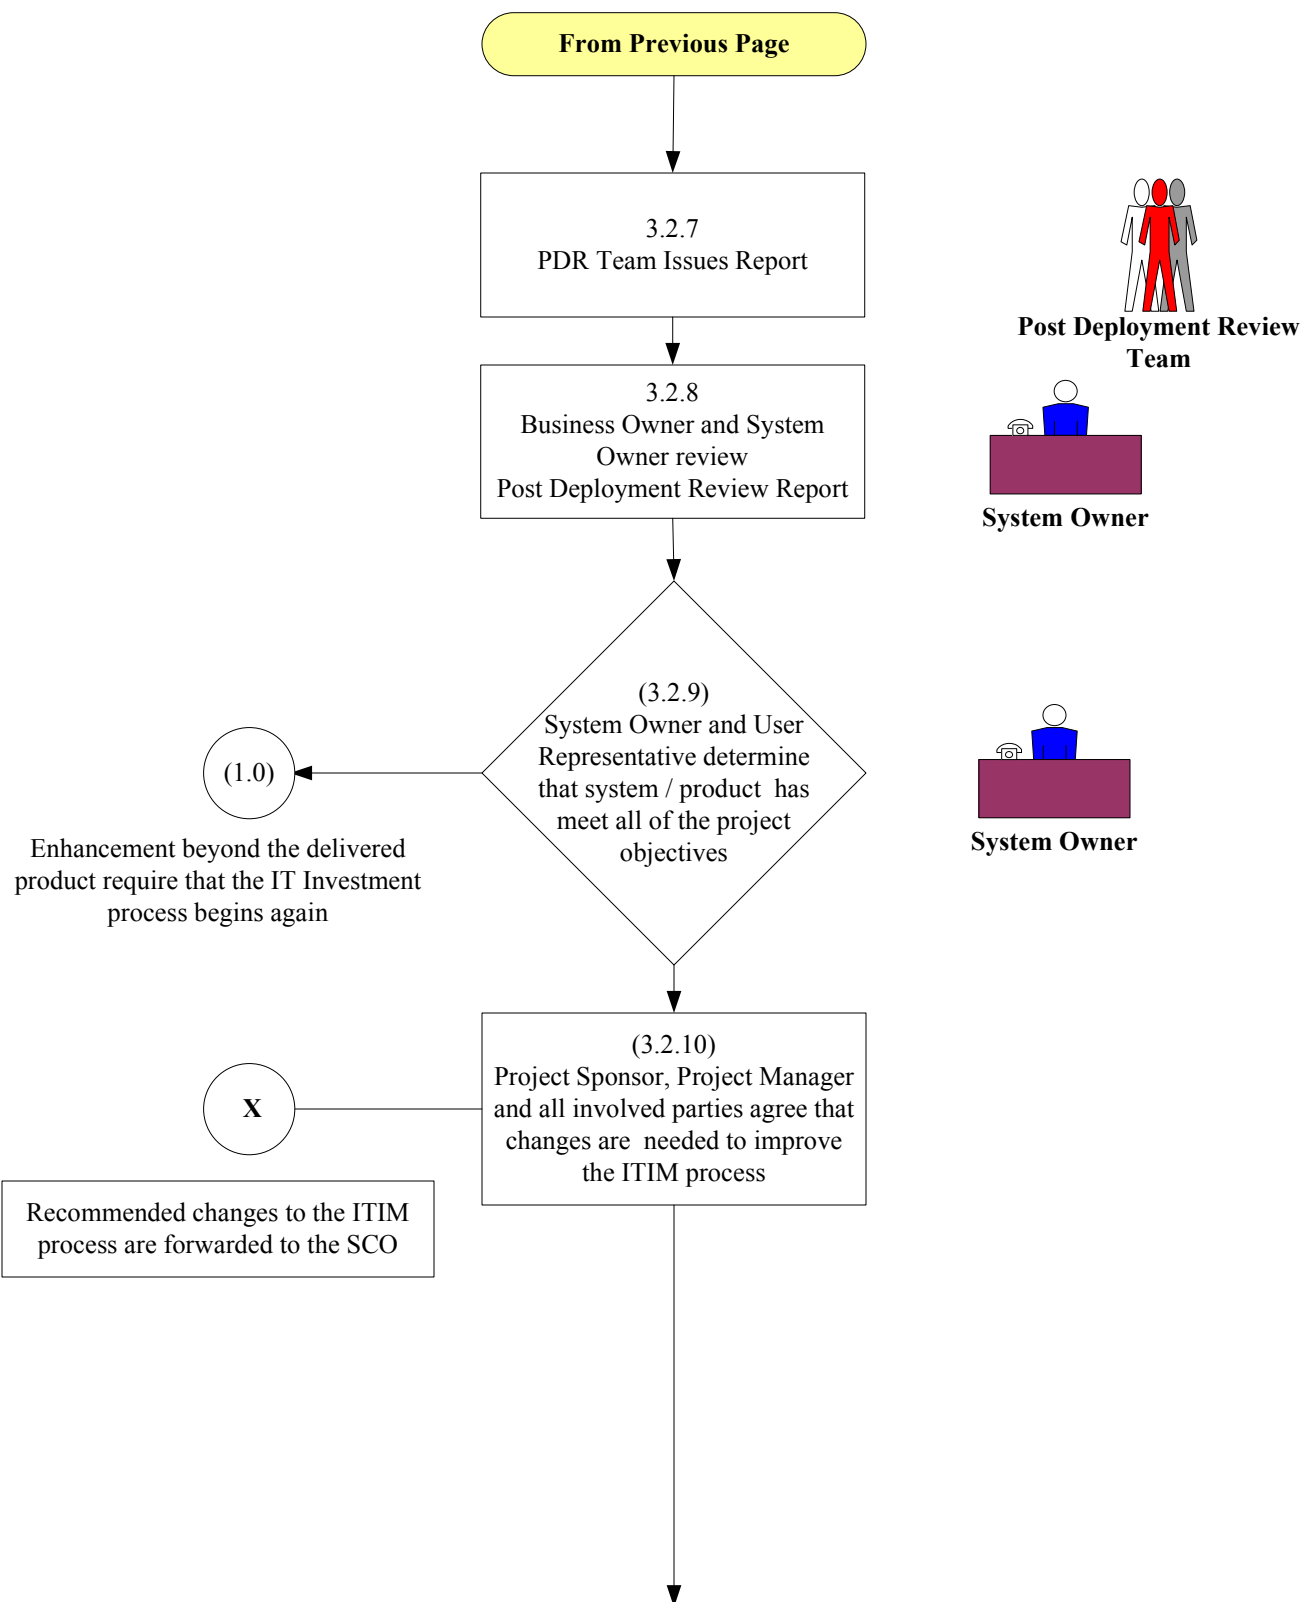 From Previous Page
3.2.7
PDR Team Issues Report
Post Deployment Review
Team
3.2.8
Business Owner and System
Owner review
Post Deployment Review Report
System Owner
(3.2.9)
System Owner and User
Representative determine
that system / product has
meet all of the project
objectives
System Owner
(1.0)
Enhancement beyond the delivered
product require that the IT Investment
process begins again
(3.2.10)
Project Sponsor, Project Manager
and all involved parties agree that
changes are needed to improve
the ITIM process
X
Recommended changes to the ITIM
process are forwarded to the SCO